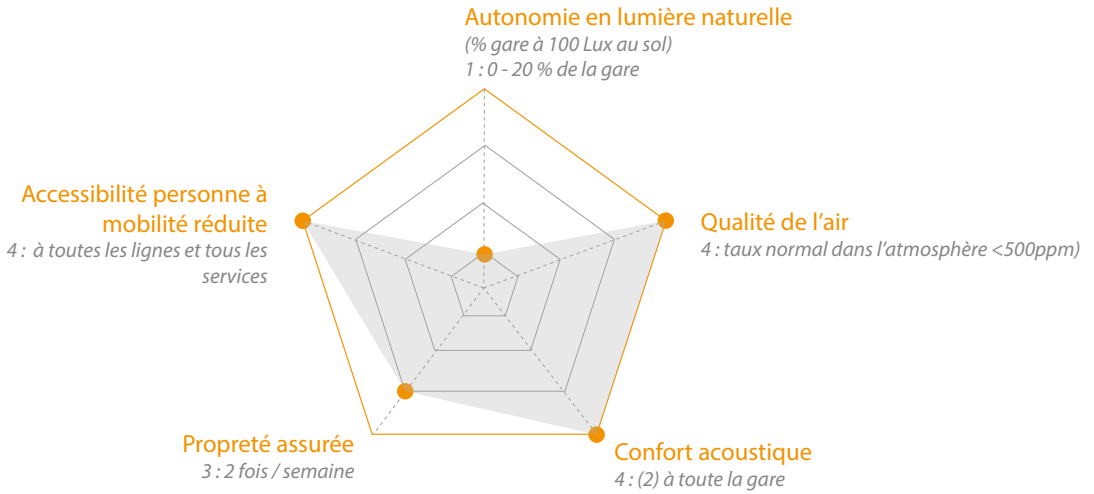 Autonomie en lumière naturelle
(% gare à 100 Lux au sol)
1 : 0 - 20 % de la gare
Accessibilité personne à
mobilité réduite
4 : à toutes les lignes et tous les
services
Qualité de l'air
4 : taux normal dans l'atmosphère <500ppm)
Propreté assurée
3 : 2 fois / semaine
Confort acoustique
4 : (2) à toute la gare